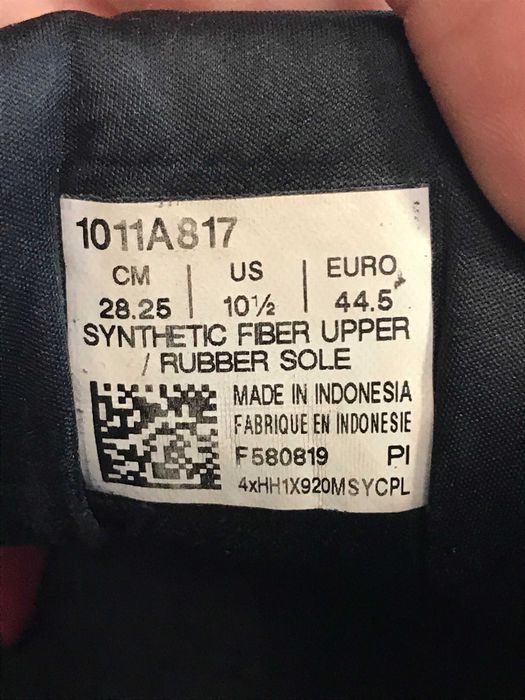 1011A817
CM | US | EURO
28.25 | 10½ | 44.5
SYNTHETIC FIBER UPPER
/ RUBBER SOLE
MADE IN INDONESIA
FABRIQUE EN INDONESIE
F580819 PI
4xHH1X920MSYCPL